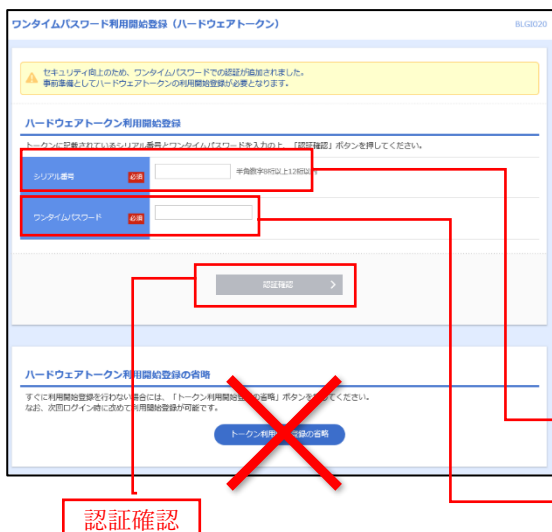 ワンタイムパスワード利用開始登録（ハードウェアトークン）
BLGI020
セキュリティ向上のため、ワンタイムパスワードでの認証が追加されました。
事前準備としてハードウェアトークンの利用開始登録が必要となります。
ハードウェアトークン利用開始登録
トークンに記載されているシリアル番号とワンタイムパスワードを入力の上、「認証確認」ボタンを押してください。
シリアル番号 必須 半角数字8桁以上12桁以内
ワンタイムパスワード 必須
認証確認
ハードウェアトークン利用開始登録の省略
すぐに利用開始登録を行わない場合には、「トークン利用開始登録の省略」ボタンを押してください。
なお、次回ログイン時に改めて利用開始登録が可能です。
トークン利用開始登録の省略
認証確認